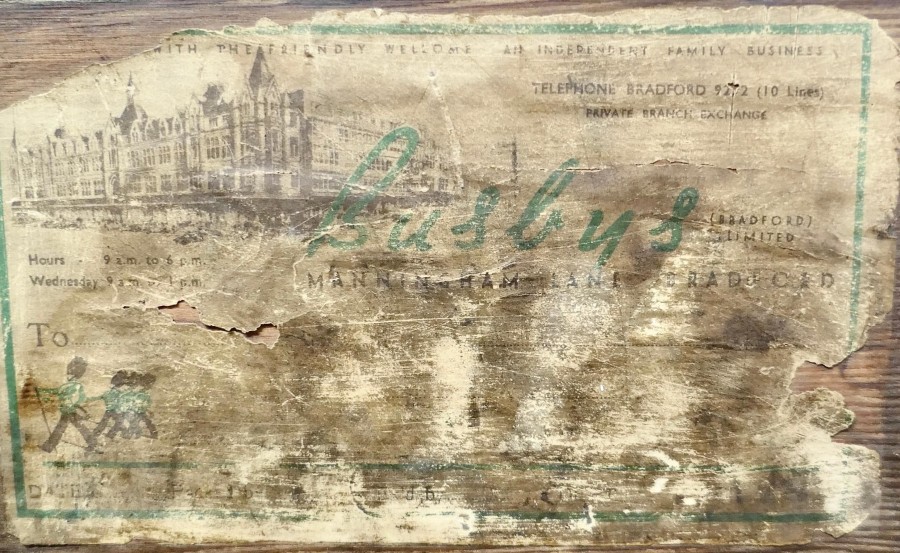 WITH THE FRIENDLY WELCOME AN INDEPENDENT FAMILY BUSINESS
TELEPHONE BRADFORD 9272 (10 Lines)
PRIVATE BRANCH EXCHANGE
Busbys
(BRADFORD)
LIMITED
Hours - 9 a.m. to 6 p.m.
Wednesday 9 a.m. to 1 p.m.
MANNINGHAM LANE BRADFORD
To